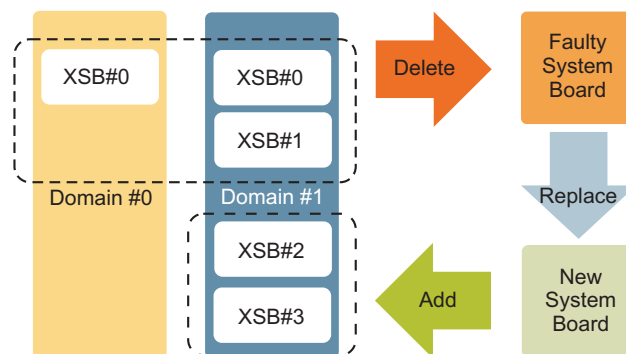 XSB#0
XSB#0
XSB#1
Domain #0
Domain #1
XSB#2
XSB#3
Delete
Faulty
System
Board
Replace
New
System
Board
Add